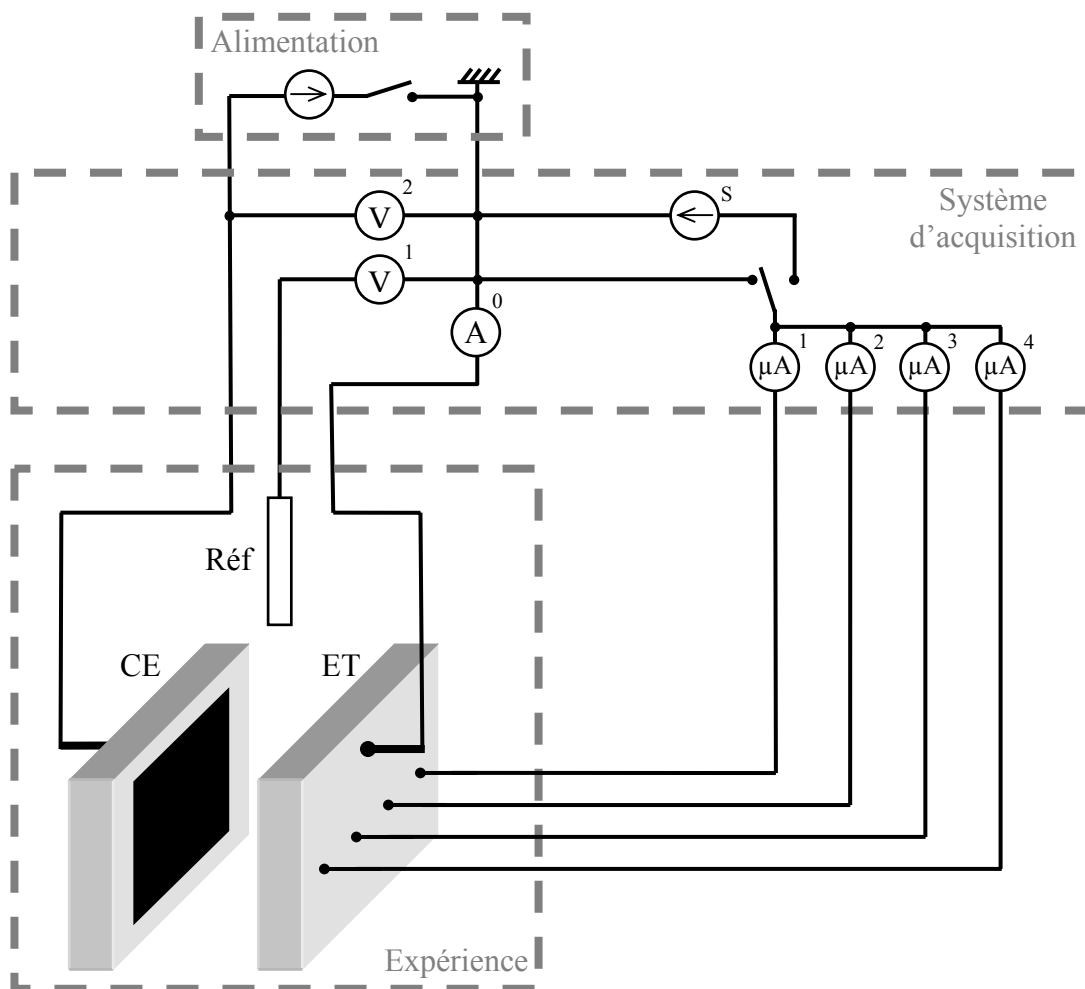 Alimentation
2
V
S
Système
d’acquisition
1
V
0
A
1
µA
2
µA
3
µA
4
µA
Réf
CE
ET
Expérience